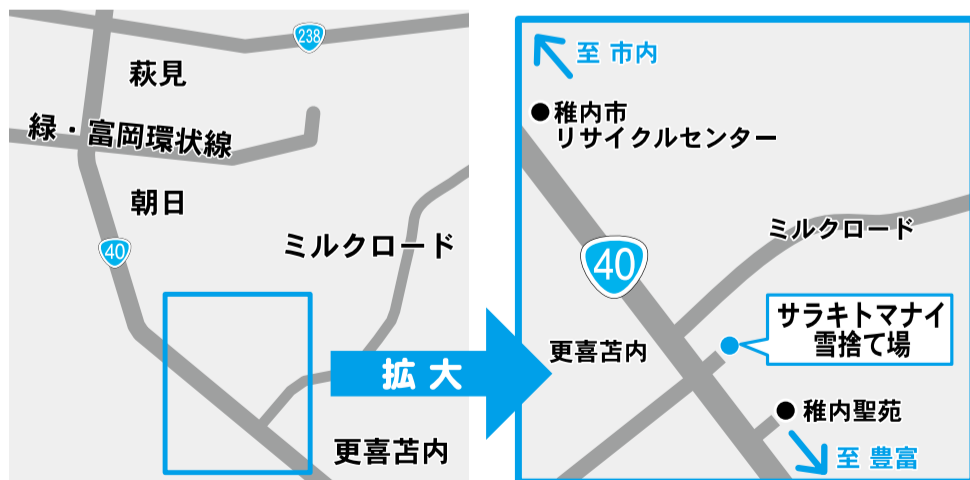 238
萩見
緑・富岡環状線
朝日
40
ミルクロード
更喜苫内
拡大
至 市内
稚内市
リサイクルセンター
ミルクロード
40
サラキトマナイ
雪捨て場
更喜苫内
稚内聖苑
至 豊富